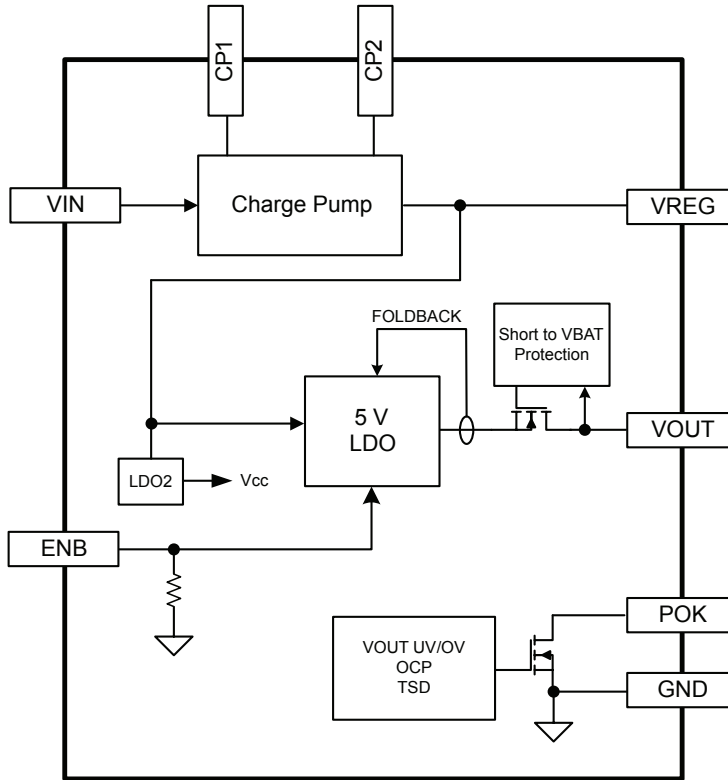 CP1
CP2
VIN
Charge Pump
VREG
FOLDBACK
Short to VBAT
Protection
5 V
LDO
VOUT
LDO2
Vcc
ENB
VOUT UV/OV
OCP
TSD
POK
GND